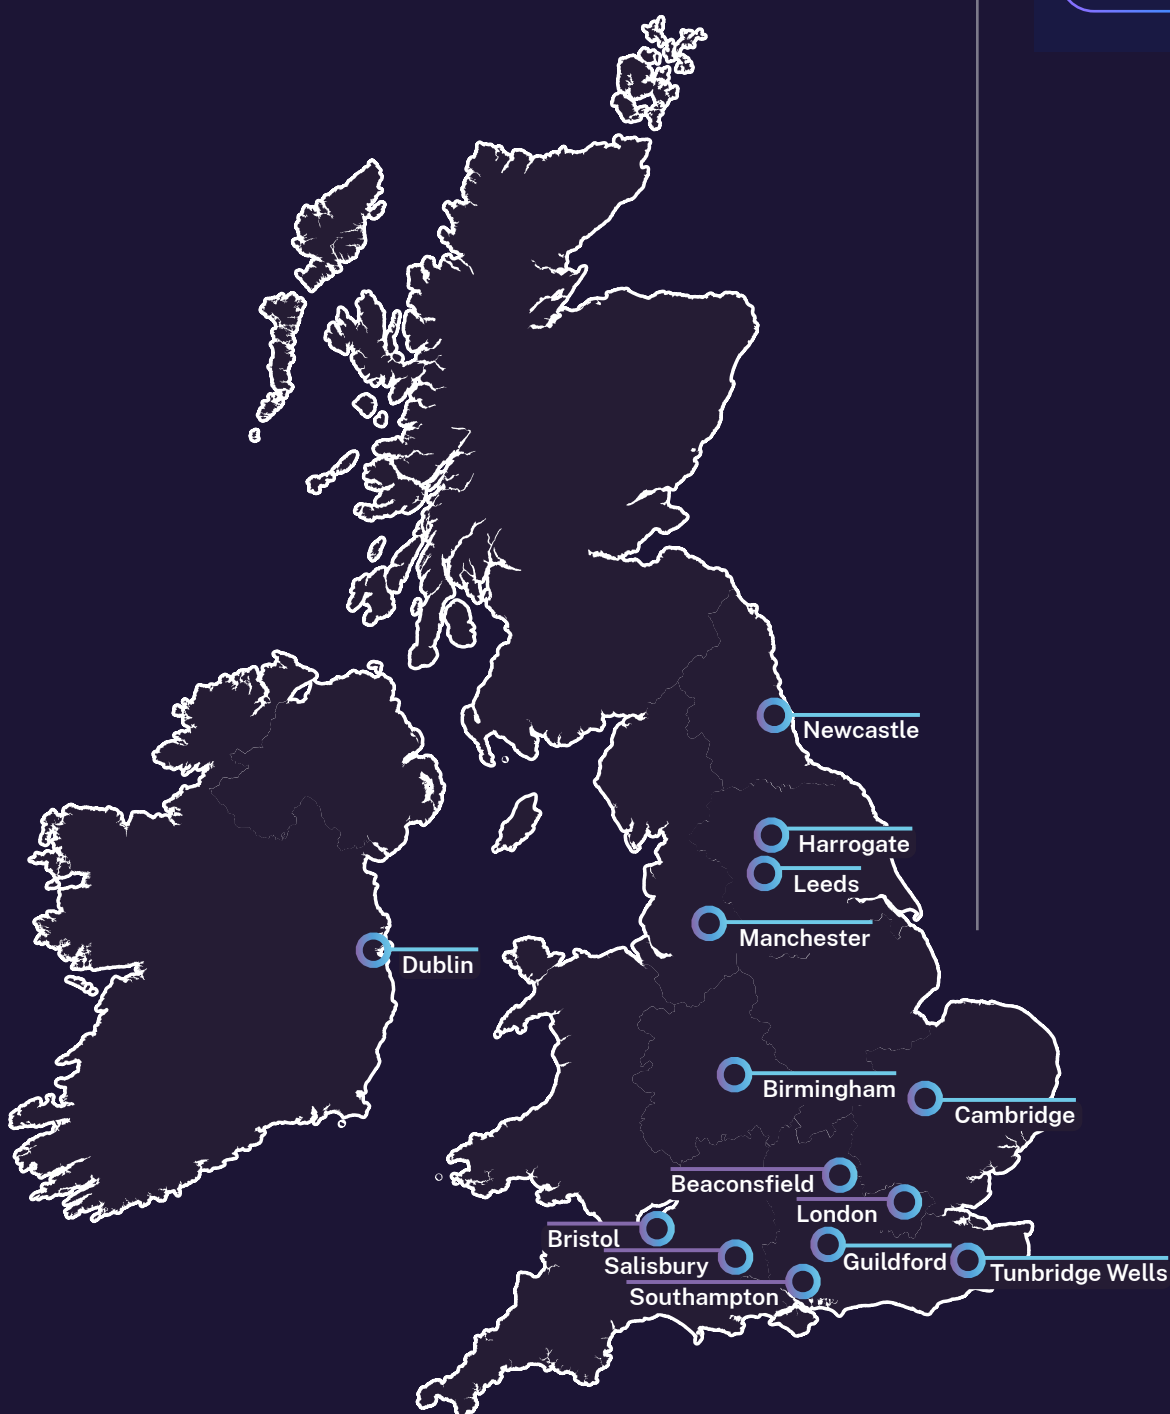 Newcastle
Harrogate
Leeds
Manchester
Dublin
Birmingham
Cambridge
Beaconsfield
London
Bristol
Guildford
Salisbury
Tunbridge Wells
Southampton